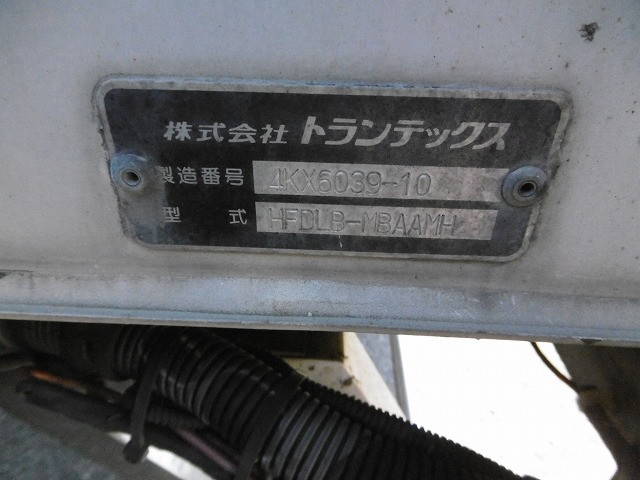 株式会社 トランテックス
製造番号 4KX6039-10
型 式 HFDLB-MBAAMH